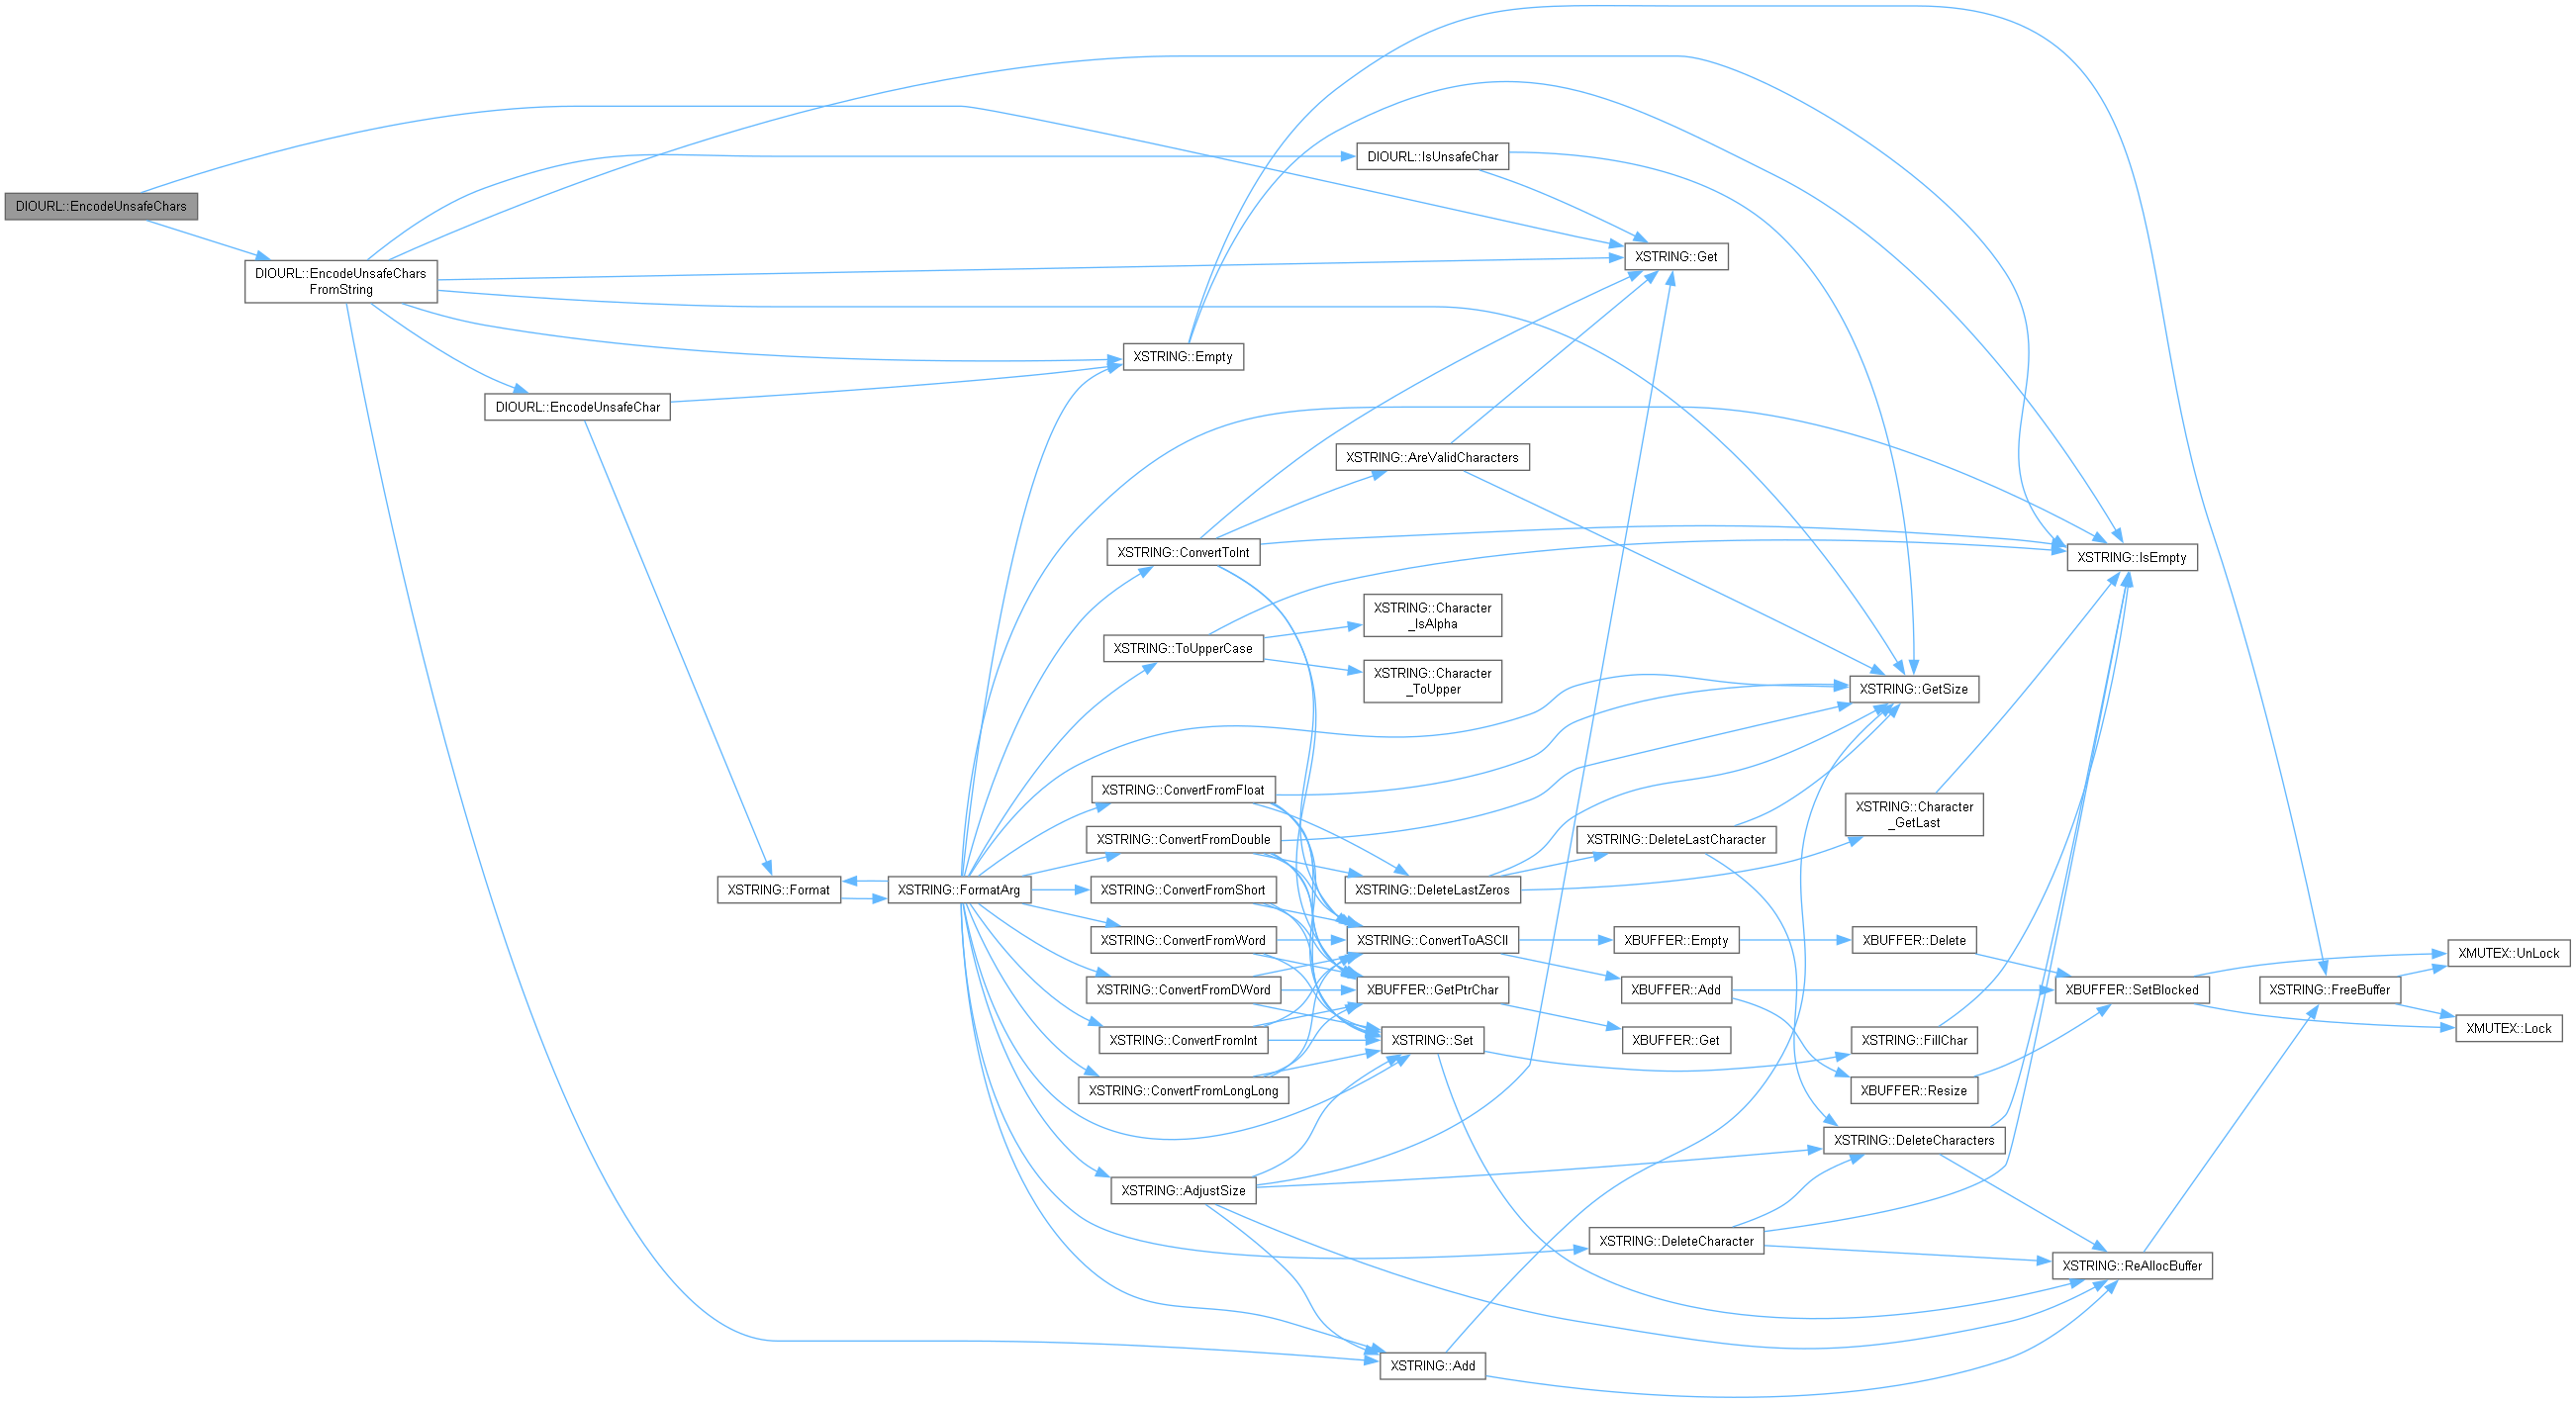 DIOURL::EncodeUnsafeChars
DIOURL::EncodeUnsafeChars
FromString
DIOURL::EncodeUnsafeChar
XSTRING::Format
XSTRING::FormatArg
XSTRING::Empty
XSTRING::ConvertToInt
XSTRING::ToUpperCase
XSTRING::ConvertFromFloat
XSTRING::ConvertFromDouble
XSTRING::ConvertFromShort
XSTRING::ConvertFromWord
XSTRING::ConvertFromDWord
XSTRING::ConvertFromInt
XSTRING::ConvertFromLongLong
XSTRING::AdjustSize
DIOURL::IsUnsafeChar
XSTRING::AreValidCharacters
XSTRING::Character
_IsAlpha
XSTRING::Character
_ToUpper
XSTRING::DeleteLastZeros
XSTRING::ConvertToASCII
XBUFFER::GetPtrChar
XSTRING::Set
XSTRING::Add
XSTRING::Get
XSTRING::DeleteLastCharacter
XBUFFER::Empty
XBUFFER::Add
XBUFFER::Get
XSTRING::DeleteCharacter
XSTRING::GetSize
XSTRING::Character
_GetLast
XBUFFER::Delete
XSTRING::FillChar
XBUFFER::Resize
XSTRING::DeleteCharacters
XSTRING::IsEmpty
XBUFFER::SetBlocked
XSTRING::ReAllocBuffer
XSTRING::FreeBuffer
XMUTEX::UnLock
XMUTEX::Lock